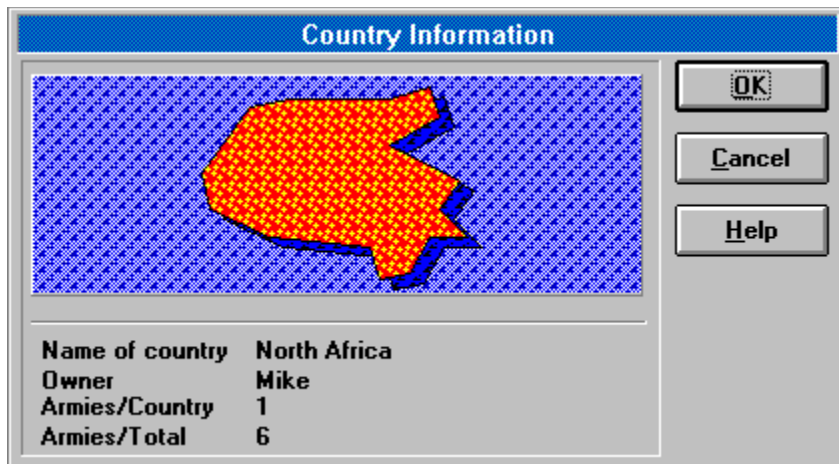 Country Information
OK
Cancel
Help
Name of country North Africa
Owner Mike
Armies/Country 1
Armies/Total 6